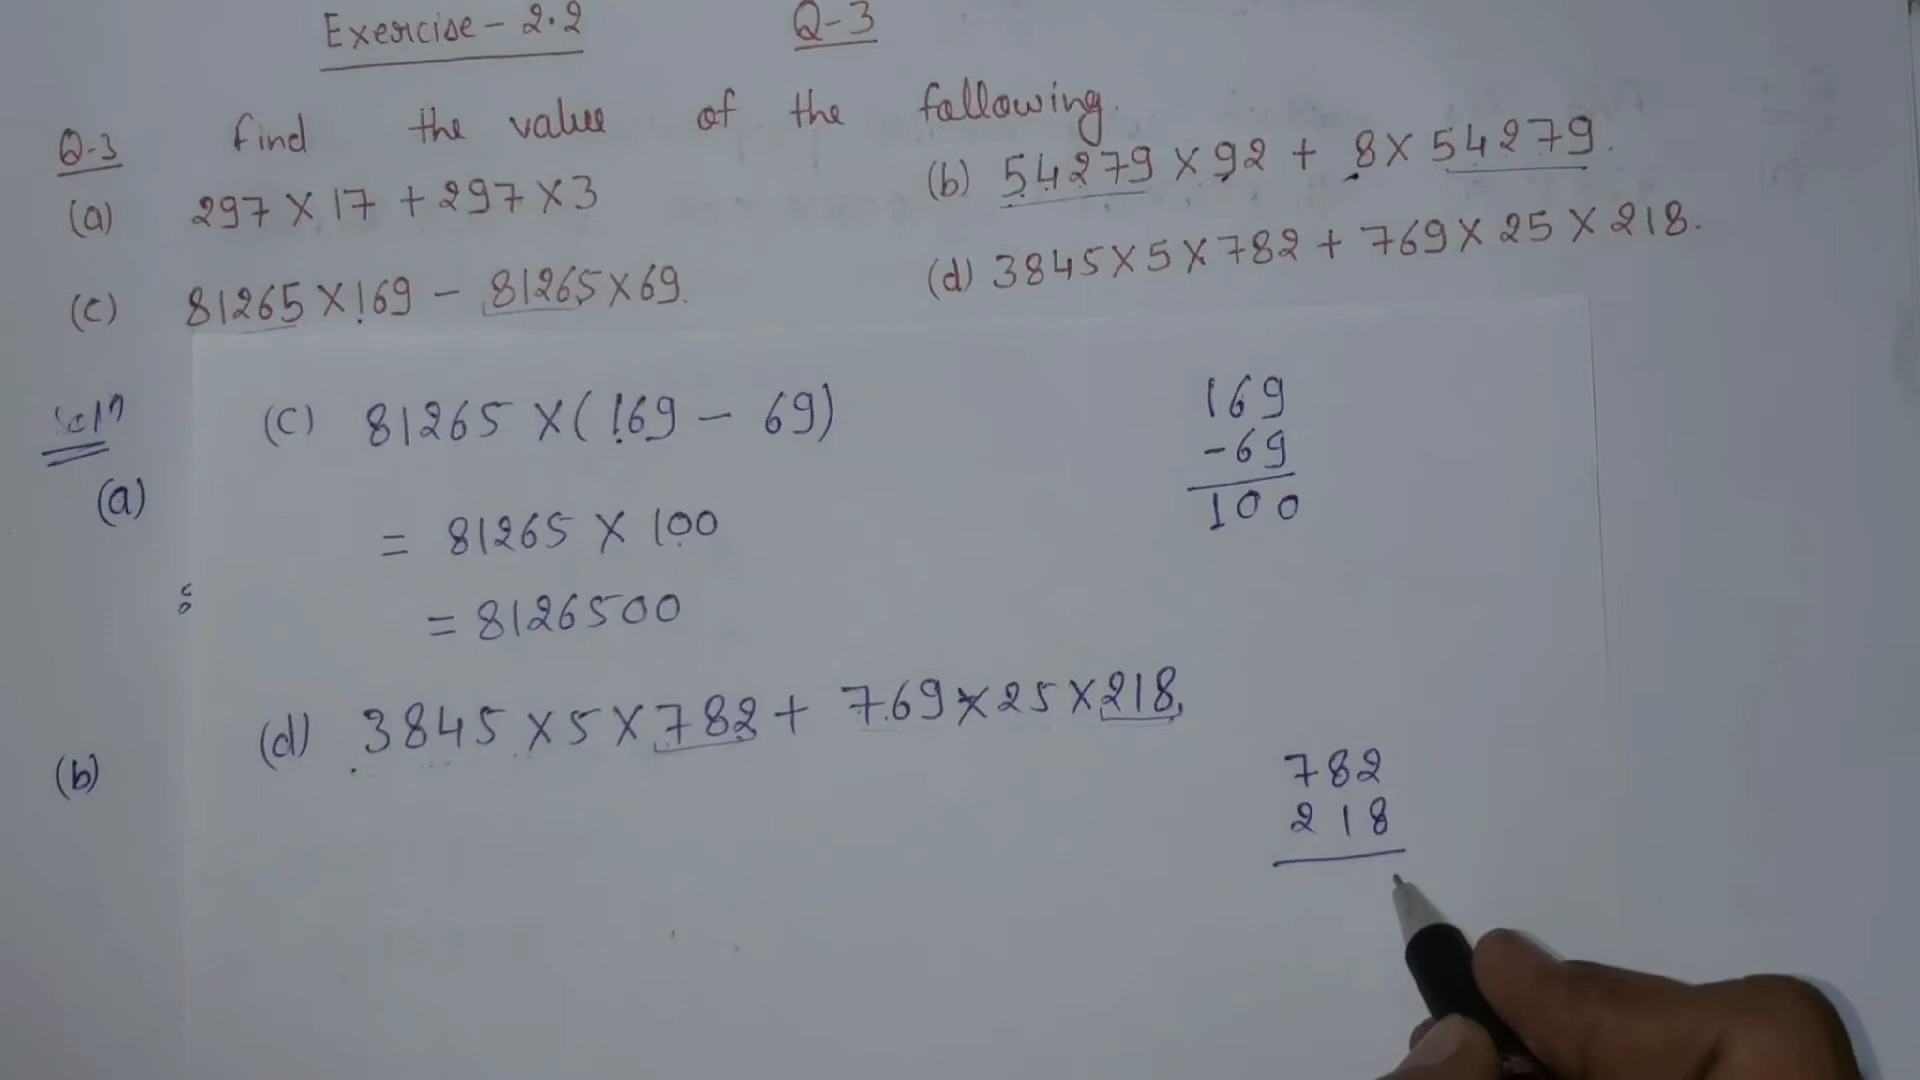 Exercise - 2.2 Q-3
Q-3 Find the value of the following.
(a) 297 × 17 + 297 × 3
(b) 54279 × 92 + 8 × 54279.
(c) 81265 × 169 - 81265 × 69.
(d) 3845 × 5 × 782 + 769 × 25 × 218.
Soln
(a)
(b)
(c) 81265 × (169 - 69)
= 81265 × 100
= 8126500
169
-69
100
(d) 3845 × 5 × 782 + 769 × 25 × 218
782
218